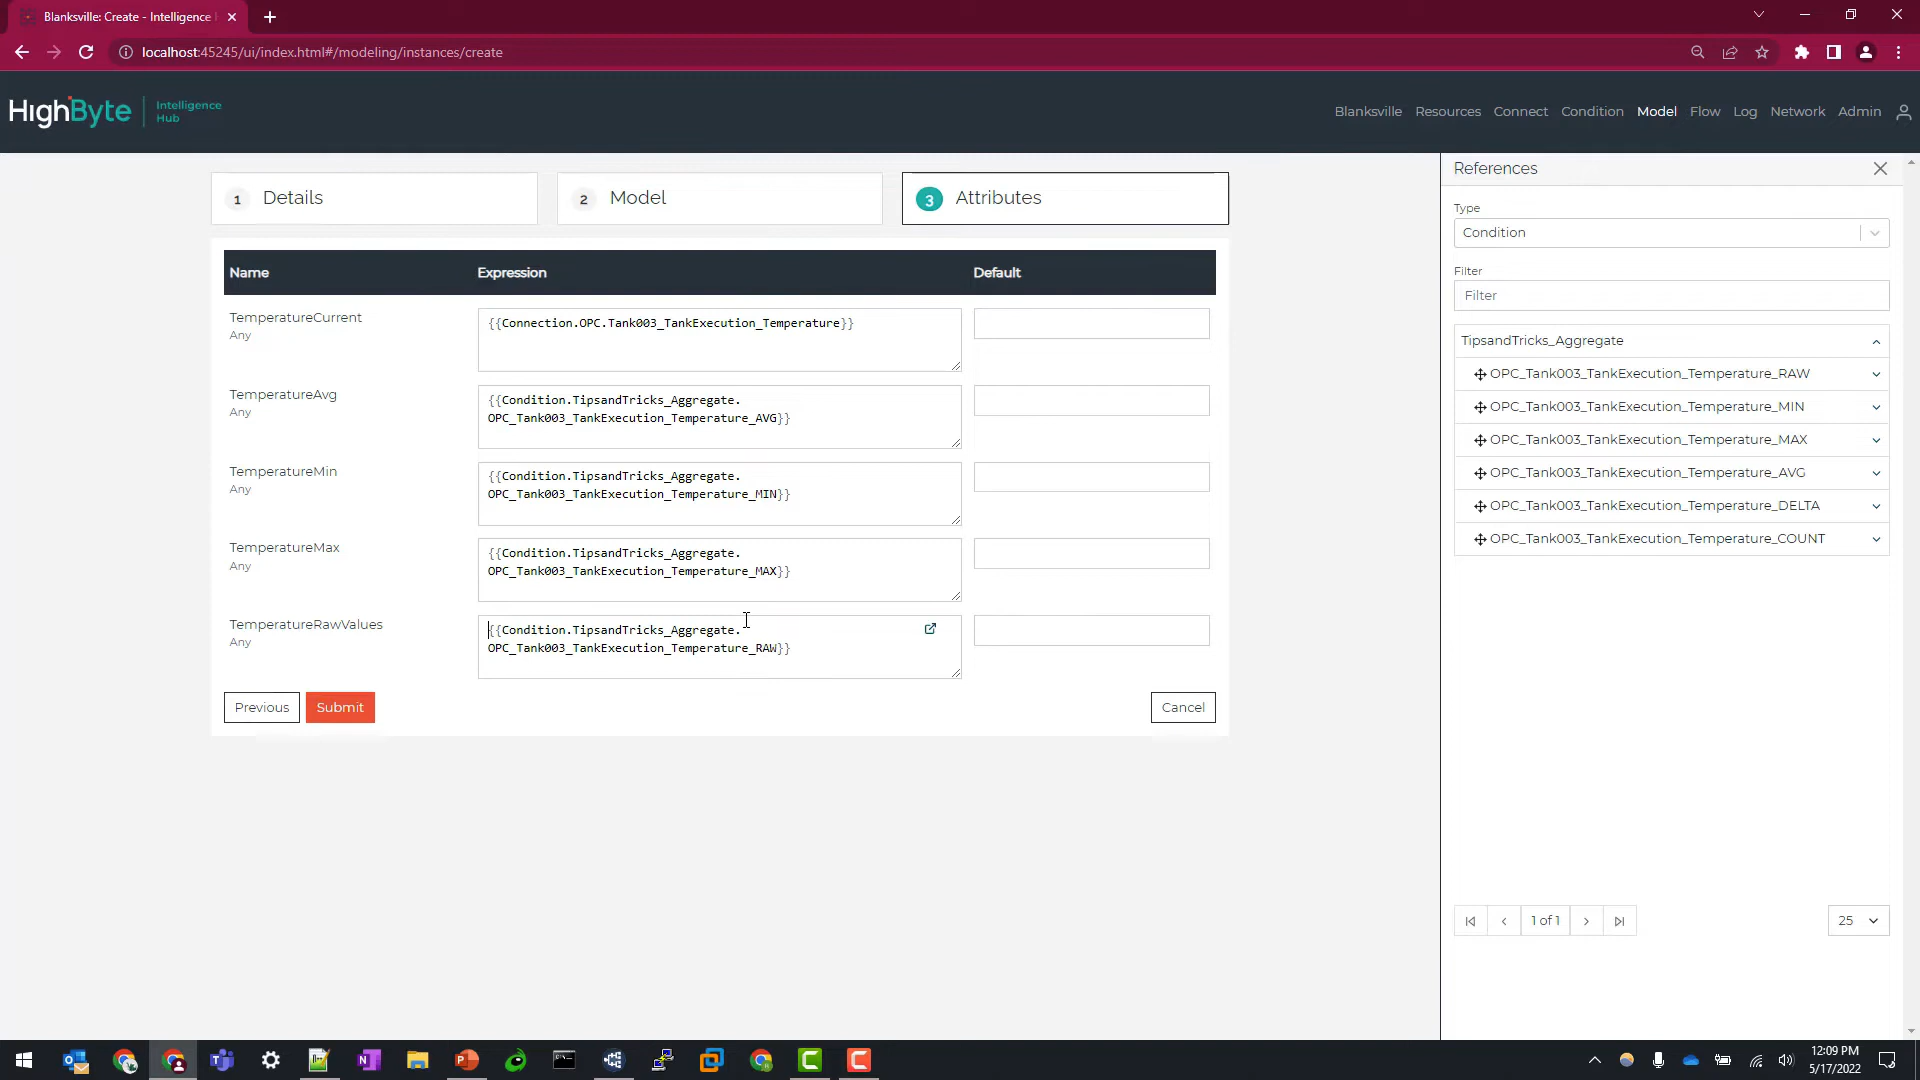 Blanksville: Create - Intelligence
localhost:45245/ui/index.html#/modeling/instances/create
HighByte
Intelligence
Hub
Blanksville Resources Connect Condition Model Flow Log Network Admin
1 Details
2 Model
3 Attributes
Name Expression Default
TemperatureCurrent
Any
{{Connection.OPC.Tank003_TankExecution_Temperature}}
TemperatureAvg
Any
{{Condition.TipsandTricks_Aggregate.
OPC_Tank003_TankExecution_Temperature_AVG}}
TemperatureMin
Any
{{Condition.TipsandTricks_Aggregate.
OPC_Tank003_TankExecution_Temperature_MIN}}
TemperatureMax
Any
{{Condition.TipsandTricks_Aggregate.
OPC_Tank003_TankExecution_Temperature_MAX}}
TemperatureRawValues
Any
{{Condition.TipsandTricks_Aggregate.
OPC_Tank003_TankExecution_Temperature_RAW}}
Previous Submit Cancel
References
Type
Condition
Filter
Filter
TipsandTricks_Aggregate
OPC_Tank003_TankExecution_Temperature_RAW
OPC_Tank003_TankExecution_Temperature_MIN
OPC_Tank003_TankExecution_Temperature_MAX
OPC_Tank003_TankExecution_Temperature_AVG
OPC_Tank003_TankExecution_Temperature_DELTA
OPC_Tank003_TankExecution_Temperature_COUNT
1 of 1
25
12:09 PM
5/17/2022